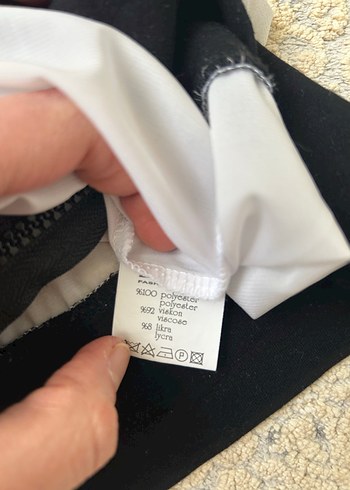 %100 polyester
polyester
%92 viskon
viscose
%8 likra
lycra
P